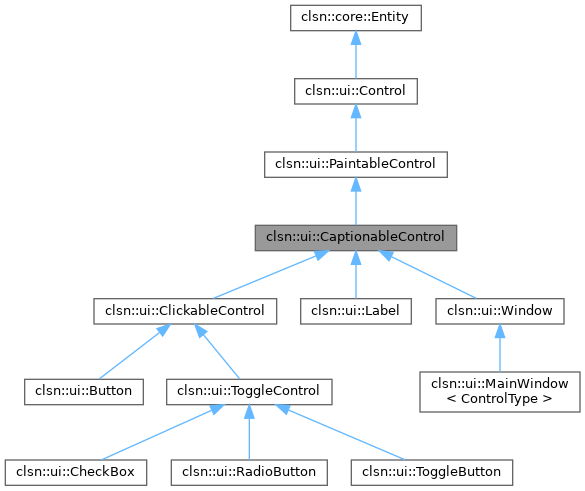 clsn::core::Entity
clsn::ui::Control
clsn::ui::PaintableControl
clsn::ui::CaptionableControl
clsn::ui::ClickableControl
clsn::ui::Label
clsn::ui::Window
clsn::ui::Button
clsn::ui::ToggleControl
clsn::ui::MainWindow
< ControlType >
clsn::ui::CheckBox
clsn::ui::RadioButton
clsn::ui::ToggleButton